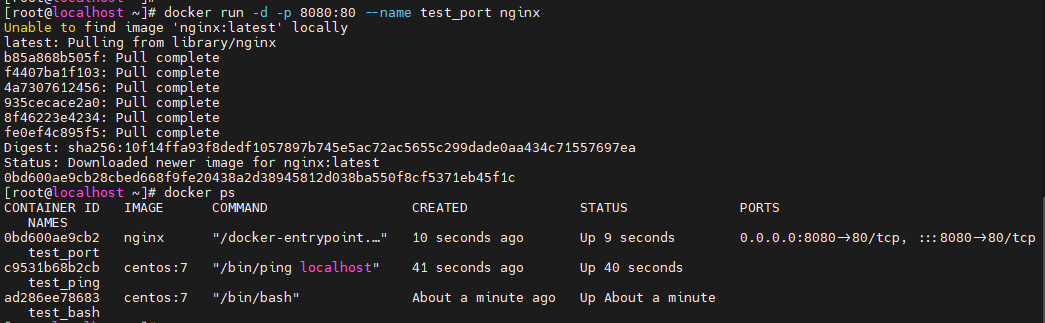 [root@localhost ~]# docker run -d -p 8080:80 --name test_port nginx
Unable to find image 'nginx:latest' locally
latest: Pulling from library/nginx
b85a868b505f: Pull complete
f4407ba1f103: Pull complete
4a7307612456: Pull complete
935cecace2a0: Pull complete
8f46223e4234: Pull complete
fe0ef4c895f5: Pull complete
Digest: sha256:10f14ffa93f8dedf1057897b745e5ac72ac5655c299dade0aa434c71557697ea
Status: Downloaded newer image for nginx:latest
0bd600ae9cb28cbed668f9fe20438a2d38945812d038ba550f8cf5371eb45f1c
[root@localhost ~]# docker ps
CONTAINER ID   IMAGE      COMMAND                  CREATED              STATUS              PORTS
   NAMES
0bd600ae9cb2   nginx      "/docker-entrypoint.…"   10 seconds ago       Up 9 seconds        0.0.0.0:8080->80/tcp, :::8080->80/tcp
   test_port
c9531b68b2cb   centos:7   "/bin/ping localhost"    41 seconds ago       Up 40 seconds
   test_ping
ad286ee78683   centos:7   "/bin/bash"              About a minute ago   Up About a minute
   test_bash